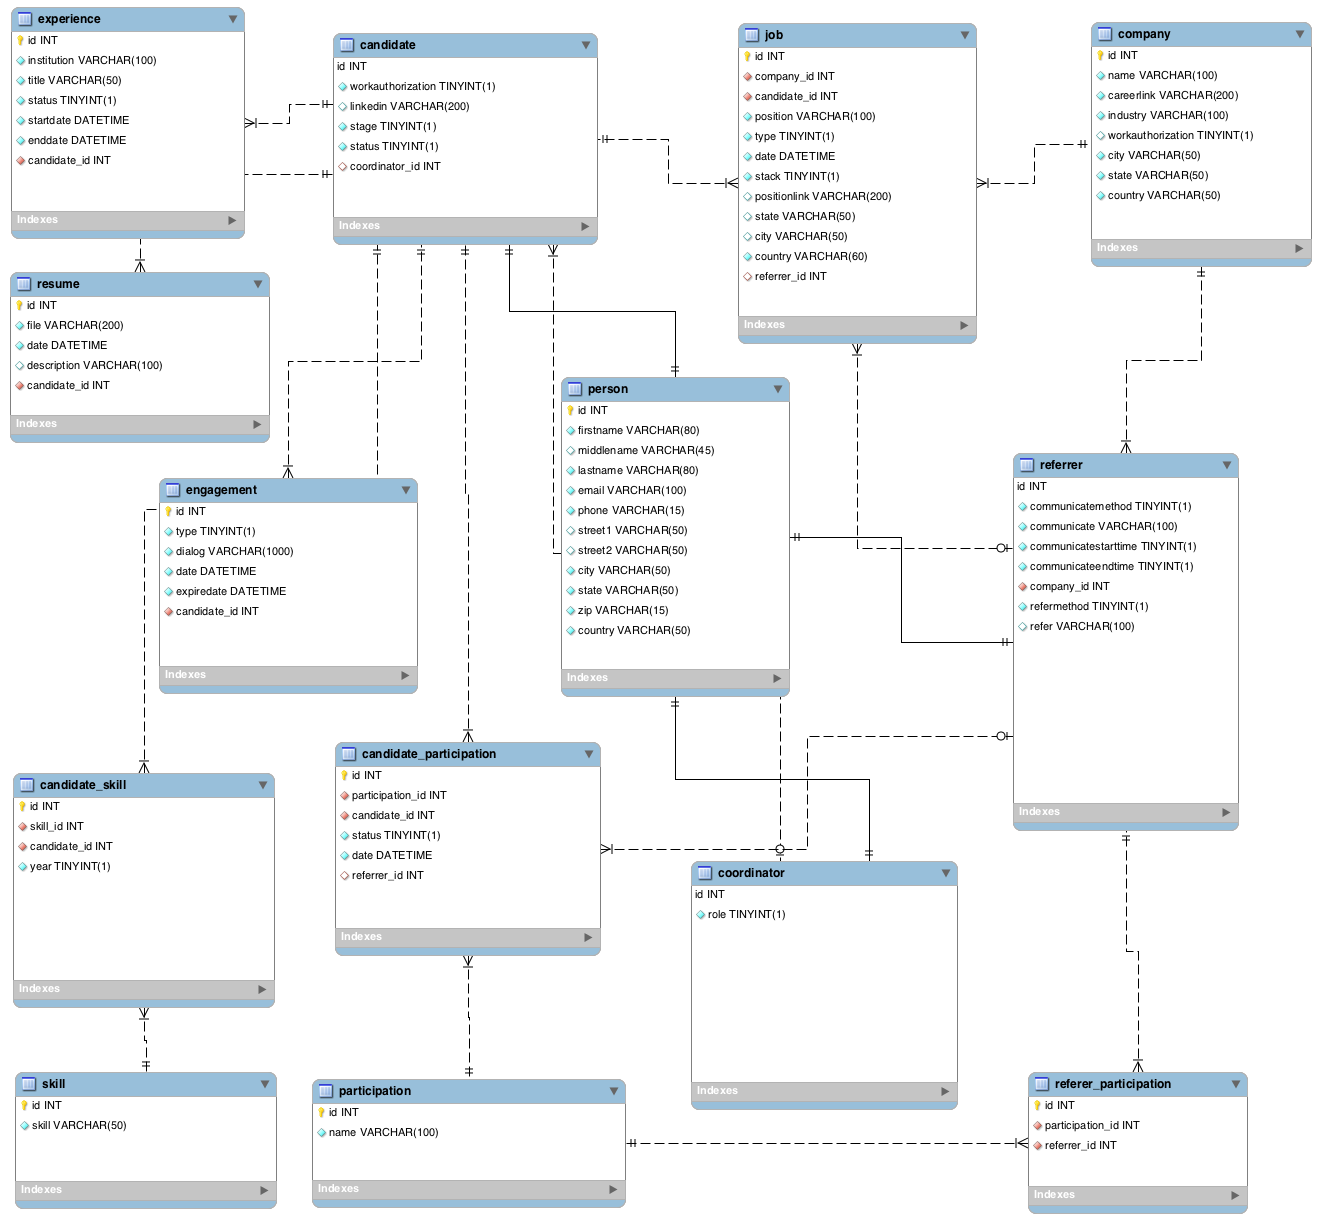 experience
id INT
institution VARCHAR(100)
title VARCHAR(50)
status TINYINT(1)
startdate DATETIME
enddate DATETIME
candidate_id INT
Indexes
candidate
id INT
workauthorization TINYINT(1)
linkedin VARCHAR(200)
stage TINYINT(1)
status TINYINT(1)
coordinator_id INT
Indexes
job
id INT
company_id INT
candidate_id INT
position VARCHAR(100)
type TINYINT(1)
date DATETIME
stack TINYINT(1)
positionlink VARCHAR(200)
state VARCHAR(50)
city VARCHAR(50)
country VARCHAR(60)
referrer_id INT
Indexes
company
id INT
name VARCHAR(100)
careerlink VARCHAR(200)
industry VARCHAR(100)
workauthorization TINYINT(1)
city VARCHAR(50)
state VARCHAR(50)
country VARCHAR(50)
Indexes
resume
id INT
file VARCHAR(200)
date DATETIME
description VARCHAR(100)
candidate_id INT
Indexes
person
id INT
firstname VARCHAR(80)
middlename VARCHAR(45)
lastname VARCHAR(80)
email VARCHAR(100)
phone VARCHAR(15)
street1 VARCHAR(50)
street2 VARCHAR(50)
city VARCHAR(50)
state VARCHAR(50)
zip VARCHAR(15)
country VARCHAR(50)
Indexes
referrer
id INT
communicatemethod TINYINT(1)
communicate VARCHAR(100)
communicatestarttime TINYINT(1)
communicateendtime TINYINT(1)
company_id INT
refermethod TINYINT(1)
refer VARCHAR(100)
Indexes
engagement
id INT
type TINYINT(1)
dialog VARCHAR(1000)
date DATETIME
expiredate DATETIME
candidate_id INT
Indexes
candidate_skill
id INT
skill_id INT
candidate_id INT
year TINYINT(1)
Indexes
candidate_participation
id INT
participation_id INT
candidate_id INT
status TINYINT(1)
date DATETIME
referrer_id INT
Indexes
coordinator
id INT
role TINYINT(1)
Indexes
skill
id INT
skill VARCHAR(50)
Indexes
participation
id INT
name VARCHAR(100)
Indexes
referer_participation
id INT
participation_id INT
referrer_id INT
Indexes